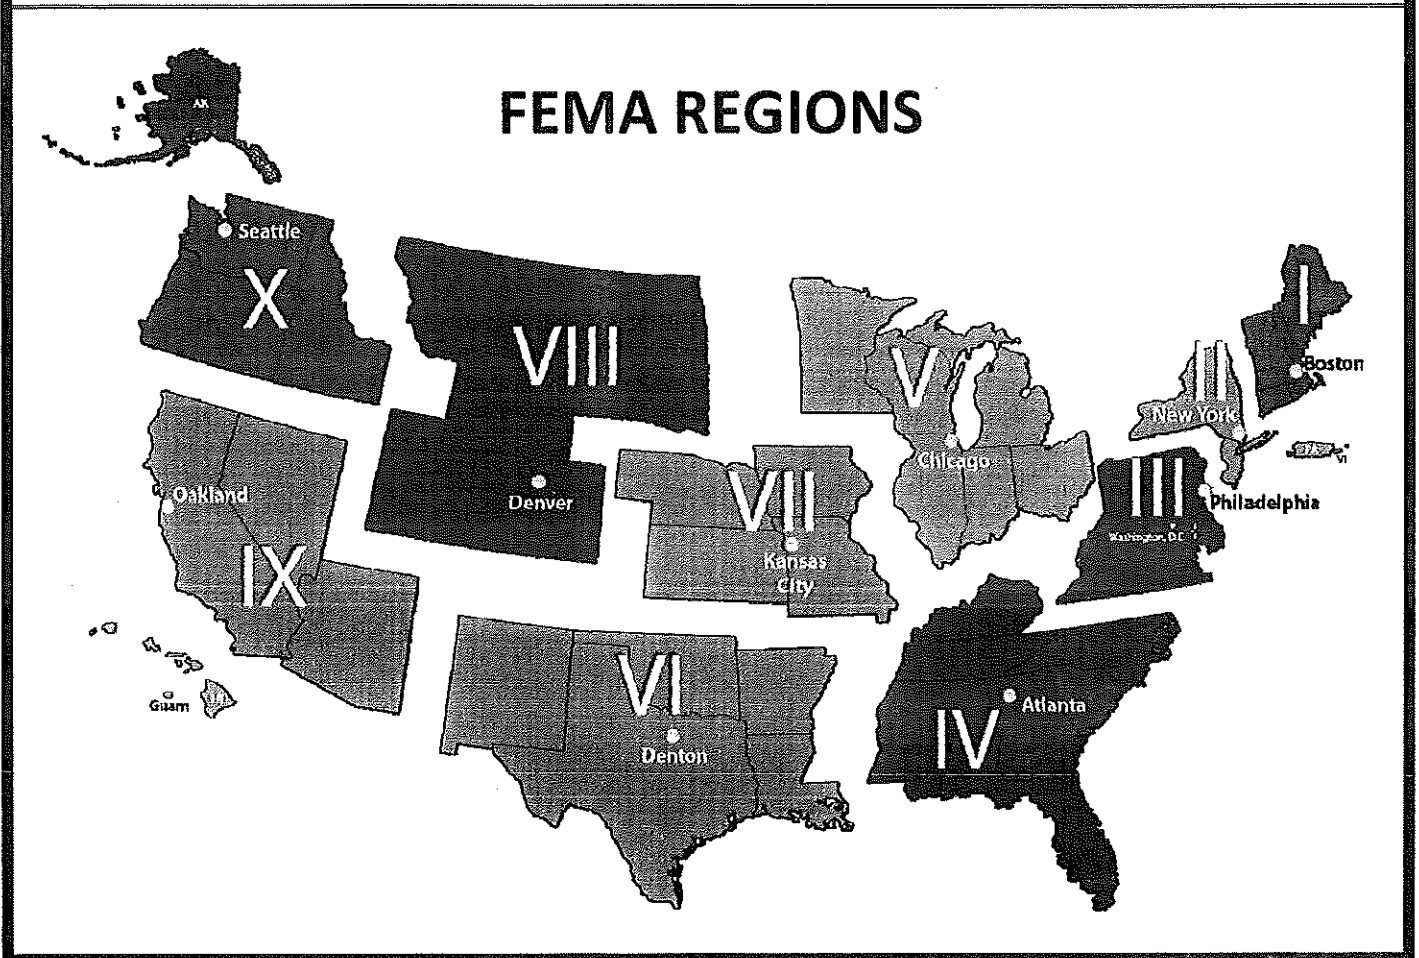 FEMA REGIONS
AK
Seattle
X
VIII
Denver
V
Chicago
I
Boston
II
New York
VI
III
Philadelphia
Washington, D.C.
Oakland
IX
VII
Kansas
City
Guam
VI
Denton
Atlanta
IV